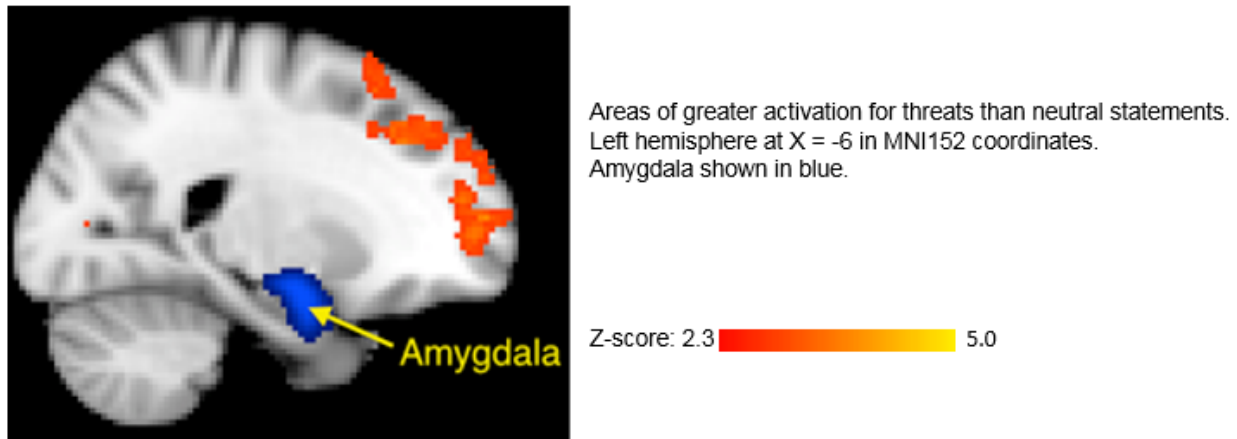 Areas of greater activation for threats than neutral statements.
Left hemisphere at X = -6 in MNI152 coordinates.
Amygdala shown in blue.
Z-score: 2.3 5.0
Amygdala